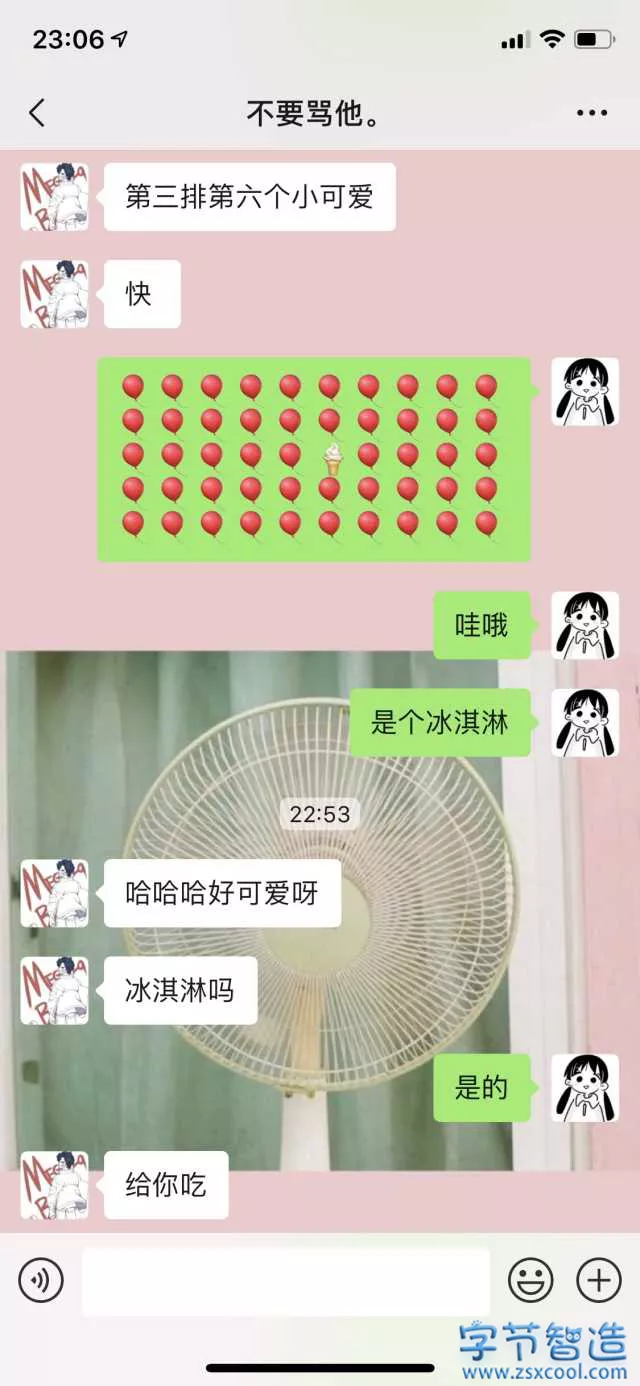 23:06
不要骂他。
第三排第六个小可爱
快
哇哦
是个冰淇淋
22:53
哈哈哈好可爱呀
冰淇淋吗
是的
给你吃
字节智造
www.zsxcool.com